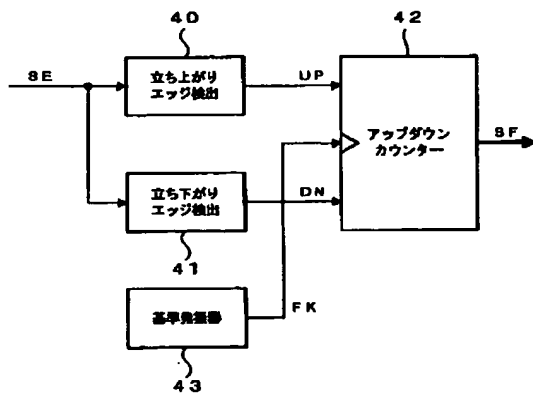 40
42
SE
立ち上がり
エッジ検出
UP
アップダウン
カウンター
SF
立ち下がり
エッジ検出
DN
41
基準発振器
FK
43